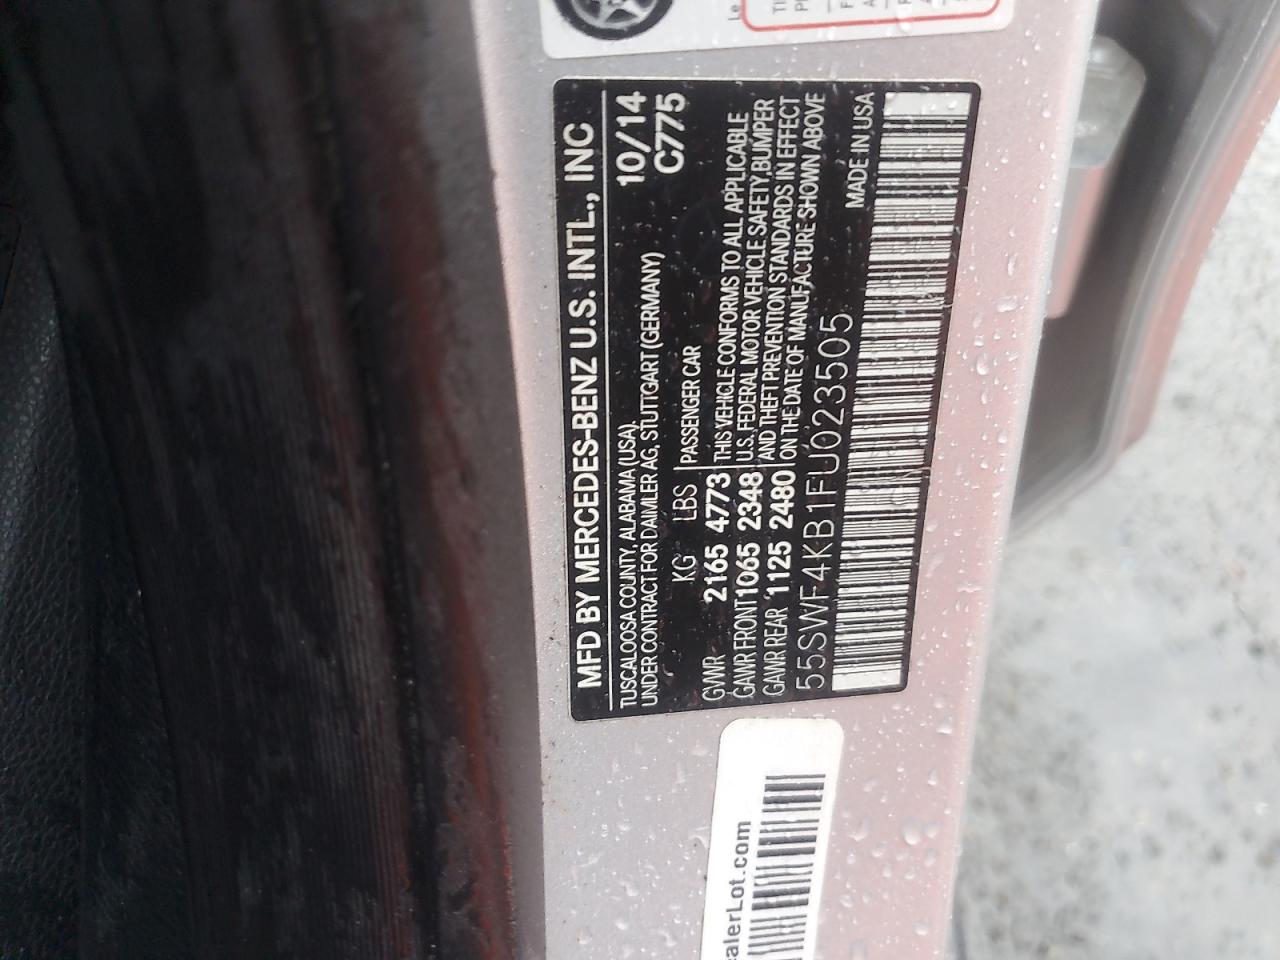 MFD BY MERCEDES-BENZ U.S. INTL., INC
TUSCALOOSA COUNTY, ALABAMA (USA)
UNDER CONTRACT FOR DAIMLER AG, STUTTGART (GERMANY)
10/14
C775
KG LBS
GVWR 2165 4773
GAWR FRONT 1065 2348
GAWR REAR 1125 2480
PASSENGER CAR
THIS VEHICLE CONFORMS TO ALL APPLICABLE
U.S. FEDERAL MOTOR VEHICLE SAFETY, BUMPER
AND THEFT PREVENTION STANDARDS IN EFFECT
ON THE DATE OF MANUFACTURE SHOWN ABOVE
55SWF4KB1FU023505
MADE IN USA
alerLot.com
Le